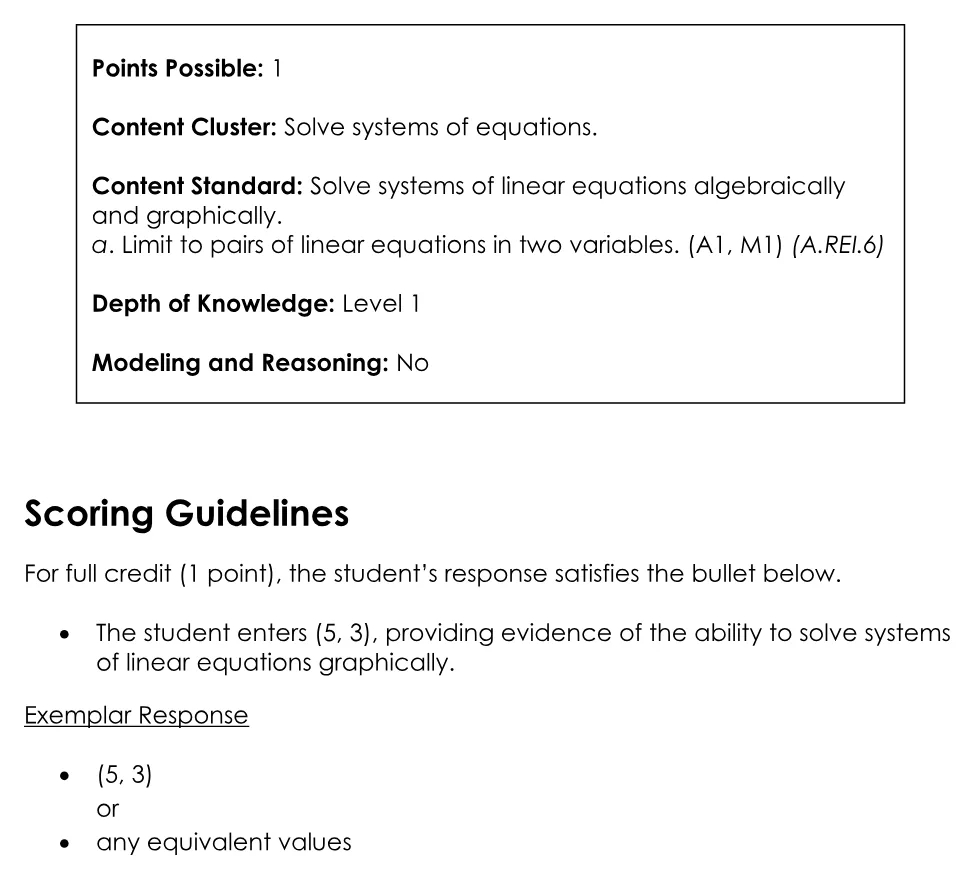 Points Possible: 1
Content Cluster: Solve systems of equations.
Content Standard: Solve systems of linear equations algebraically
and graphically.
a. Limit to pairs of linear equations in two variables. (A1, M1) (A.REI.6)
Depth of Knowledge: Level 1
Modeling and Reasoning: No
Scoring Guidelines
For full credit (1 point), the student’s response satisfies the bullet below.
• The student enters (5, 3), providing evidence of the ability to solve systems
of linear equations graphically.
Exemplar Response
• (5, 3)
or
• any equivalent values